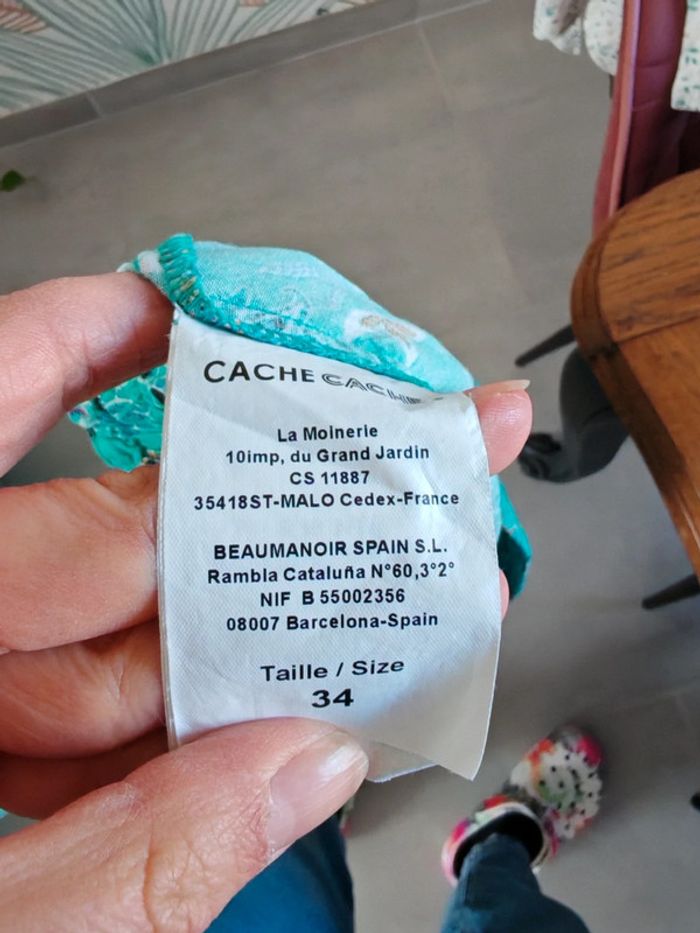 CACHE CACHE
La Moinerie
10imp, du Grand Jardin
CS 11887
35418ST-MALO Cedex-France
BEAUMANOIR SPAIN S.L.
Rambla Cataluña N°60,3°2°
NIF B 55002356
08007 Barcelona-Spain
Taille / Size
34